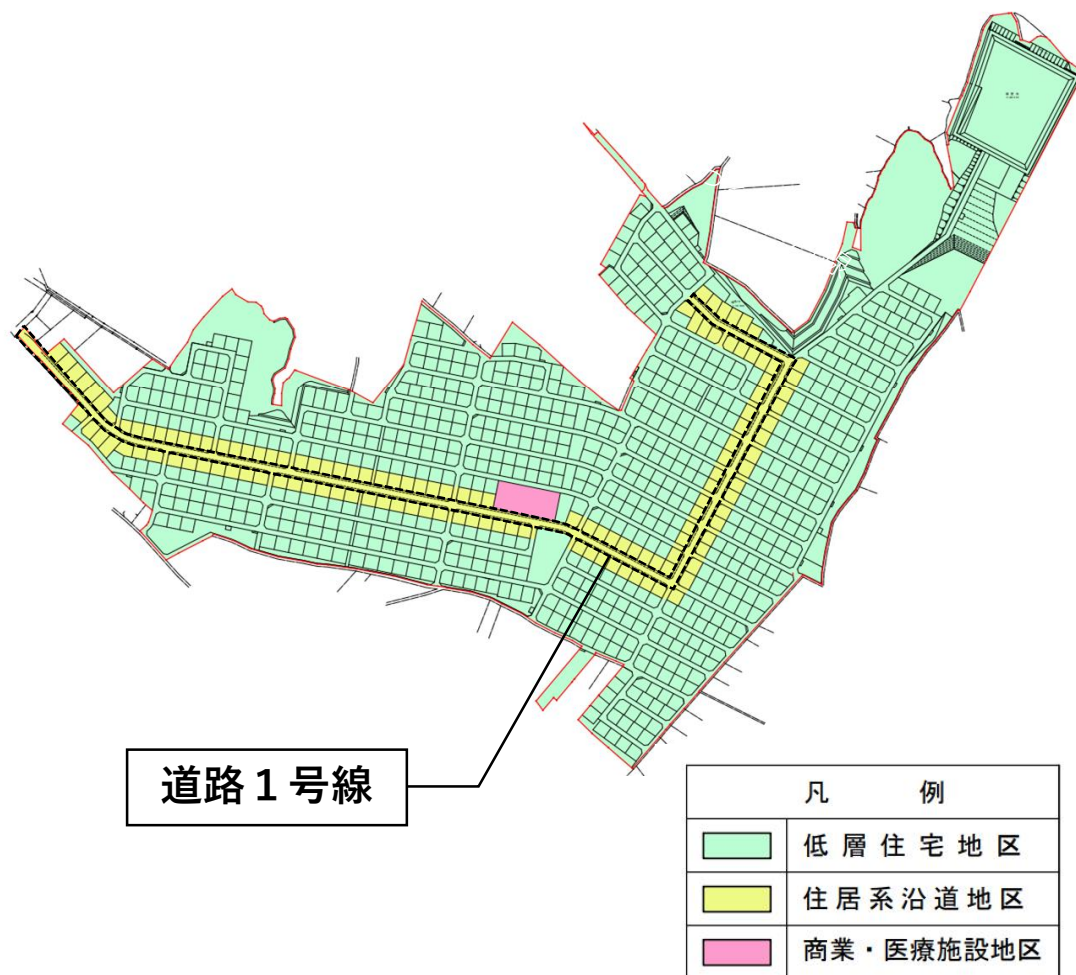 道路１号線
凡　　例
低層住宅地区
住居系沿道地区
商業・医療施設地区